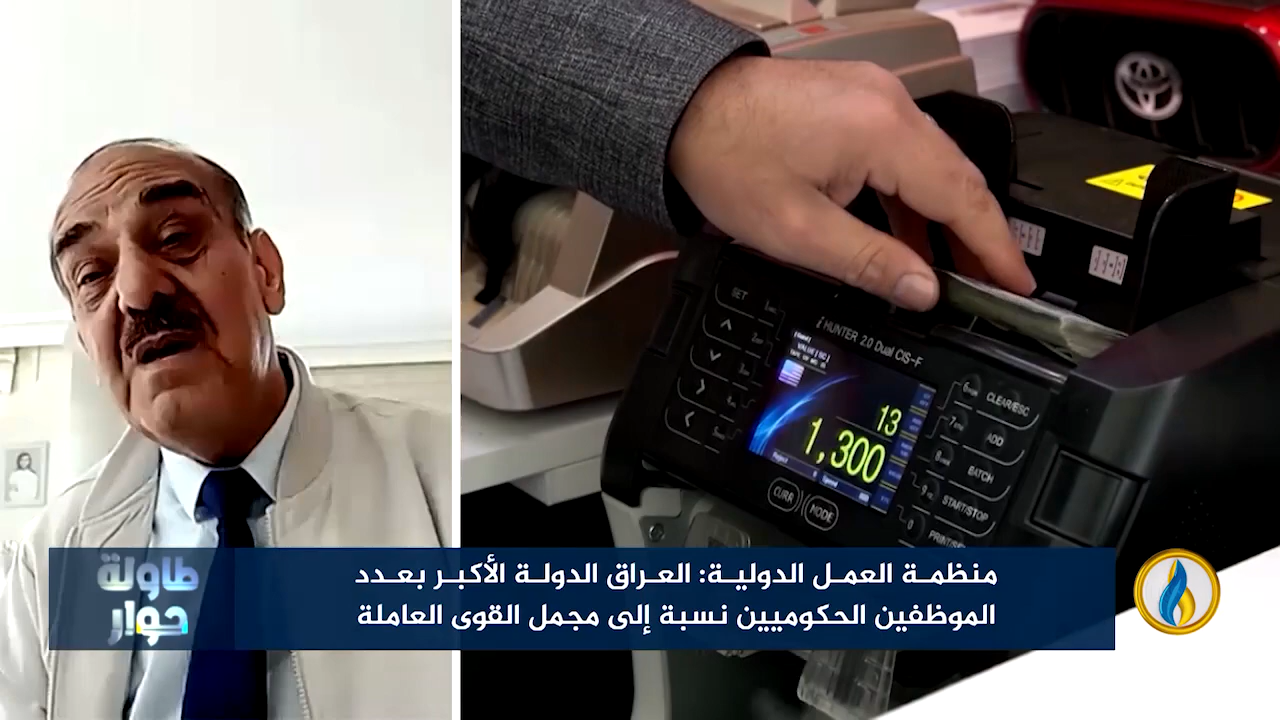 SET
CLEAR/ESC
ADD
BATCH
START/STOP
CURR
MODE
HUNTER 2.0 Dual CIS-F
13
1,300
طاولة
حوار
منظمة العمل الدولية: العراق الدولة الأكبر بعدد
الموظفين الحكوميين نسبة إلى مجمل القوى العاملة